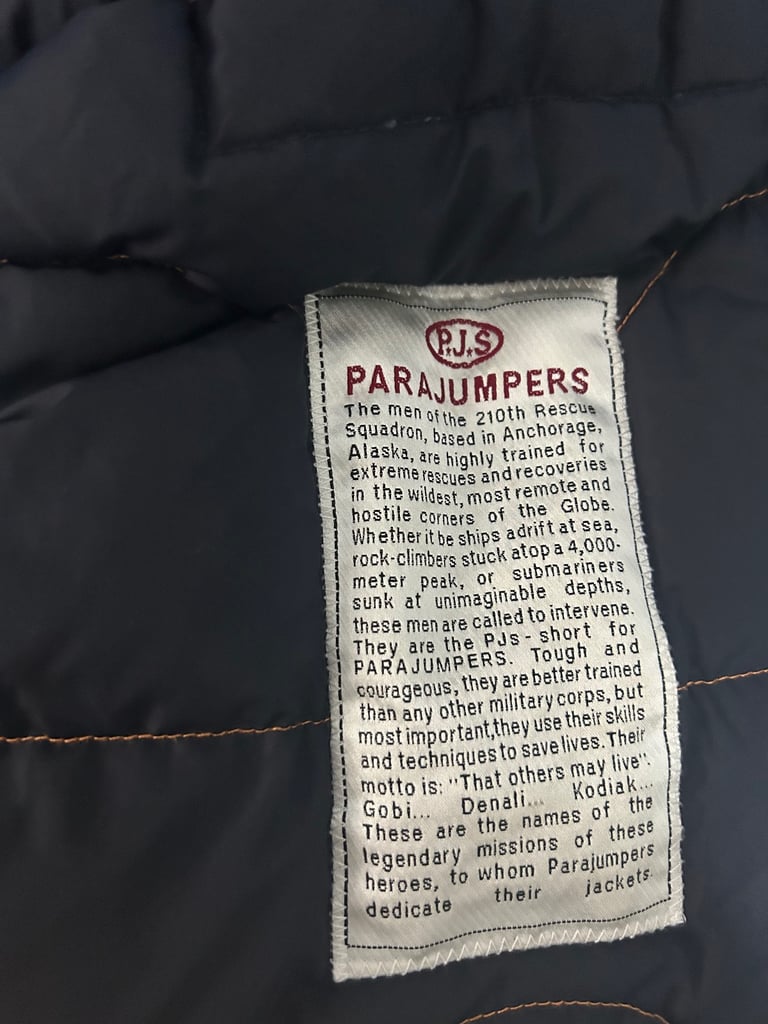 P.J.S
PARAJUMPERS
The men of the 210th Rescue
Squadron, based in Anchorage,
Alaska, are highly trained for
extreme rescues and recoveries
in the wildest, most remote and
hostile corners of the Globe.
Whether it be ships adrift at sea,
rock-climbers stuck atop a 4,000-
meter peak, or submariners
sunk at unimaginable depths,
these men are called to intervene.
They are the PJs - short for
PARAJUMPERS. Tough and
courageous, they are better trained
than any other military corps, but
most important,they use their skills
and techniques to save lives. Their
motto is: "That others may live".
Gobi... Denali... Kodiak...
These are the names of the
legendary missions of these
heroes, to whom Parajumpers
dedicate their jackets.